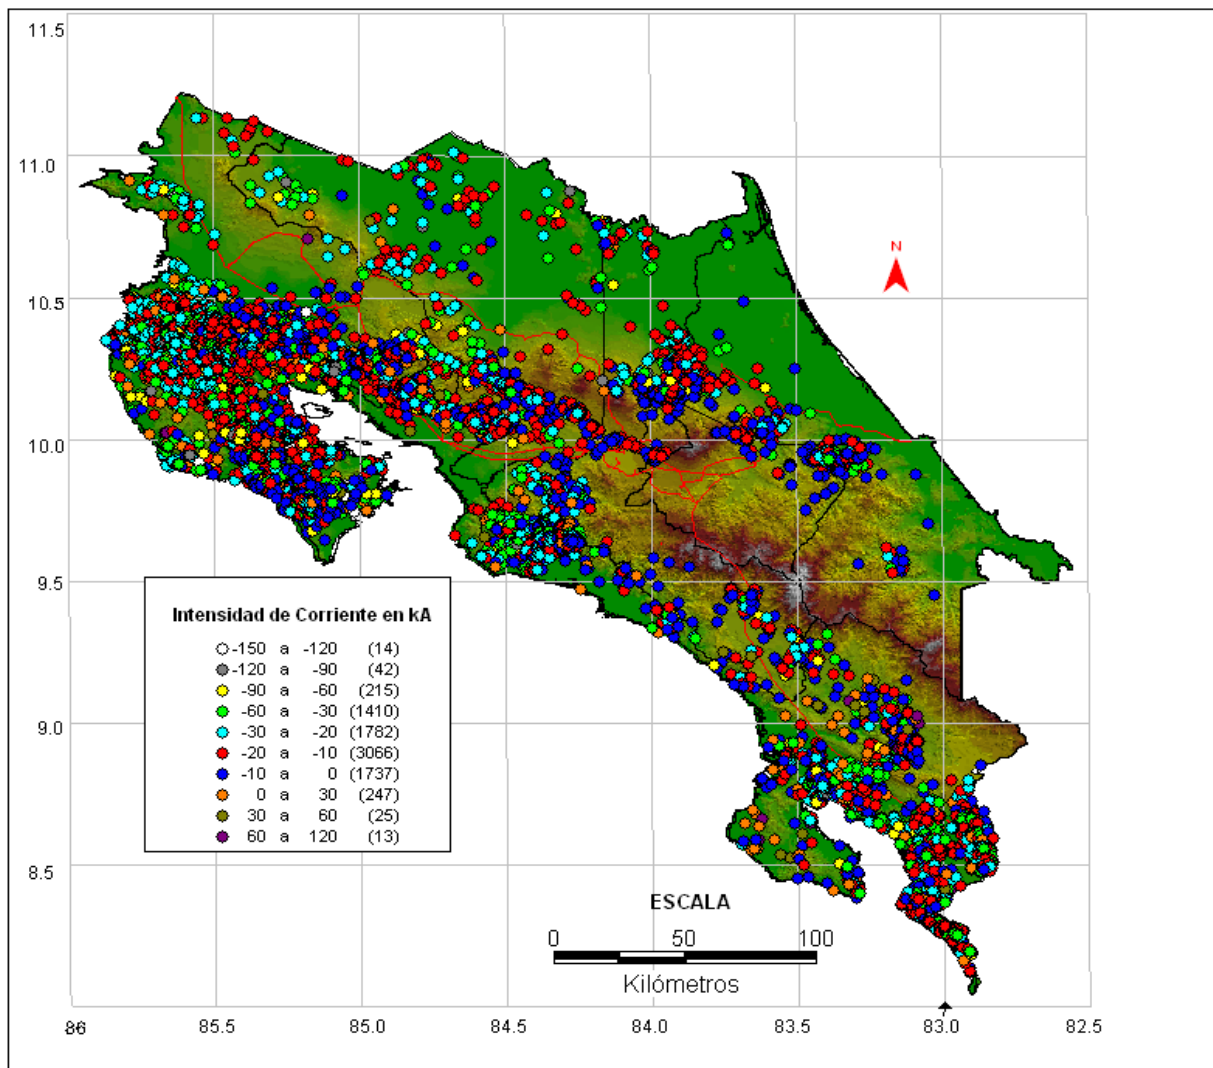 11.5
11.0
N
10.5
10.0
9.5
Intensidad de Corriente en kA
-150 a -120 (14)
-120 a -90 (42)
-90 a -60 (215)
-60 a -30 (1410)
-30 a -20 (1782)
-20 a -10 (3066)
-10 a 0 (1737)
0 a 30 (247)
30 a 60 (25)
60 a 120 (13)
9.0
8.5
ESCALA
0 50 100
Kilómetros
86 85.5 85.0 84.5 84.0 83.5 83.0 82.5